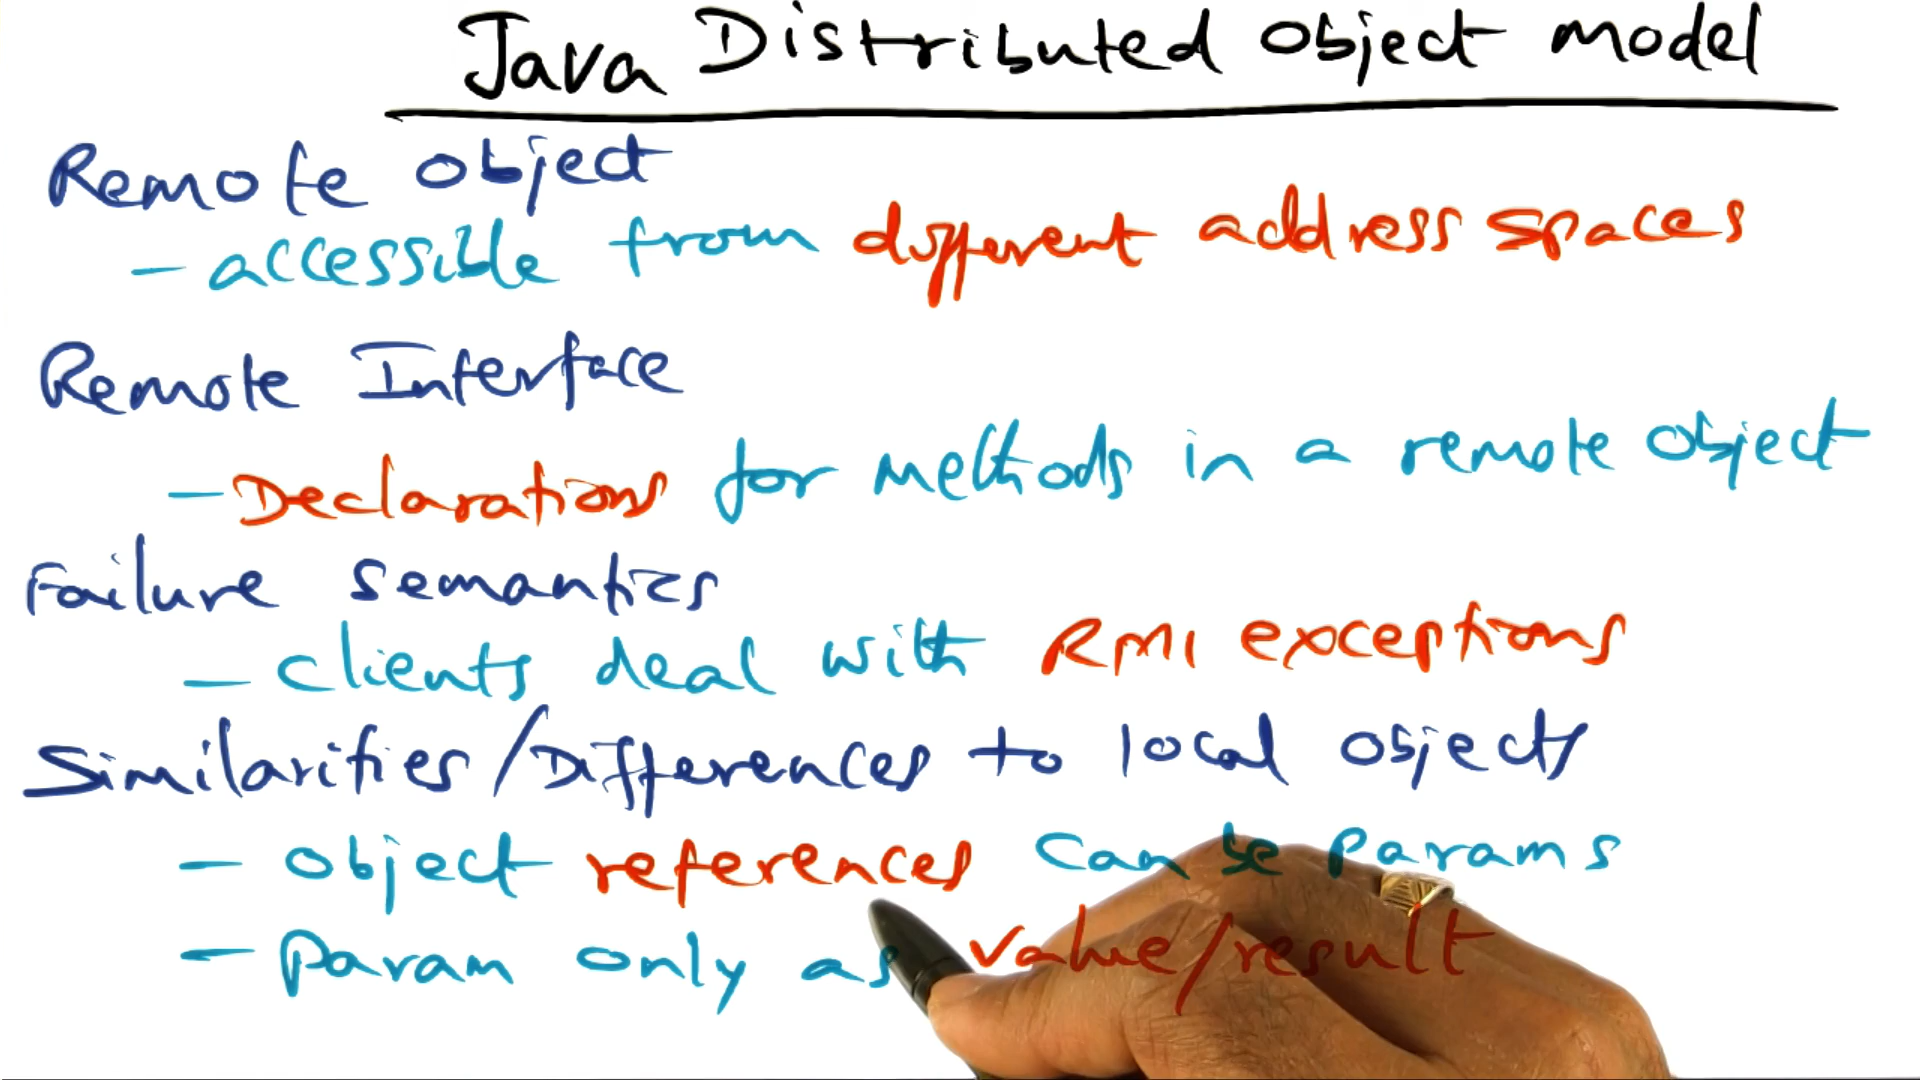 Java Distributed Object Model
Remote object
- accessible from different address spaces
Remote Interface
- Declarations for methods in a remote object
Failure semantics
- clients deal with RMI exceptions
Similarities/Differences to local objects
- object references can be params
- param only as value/result